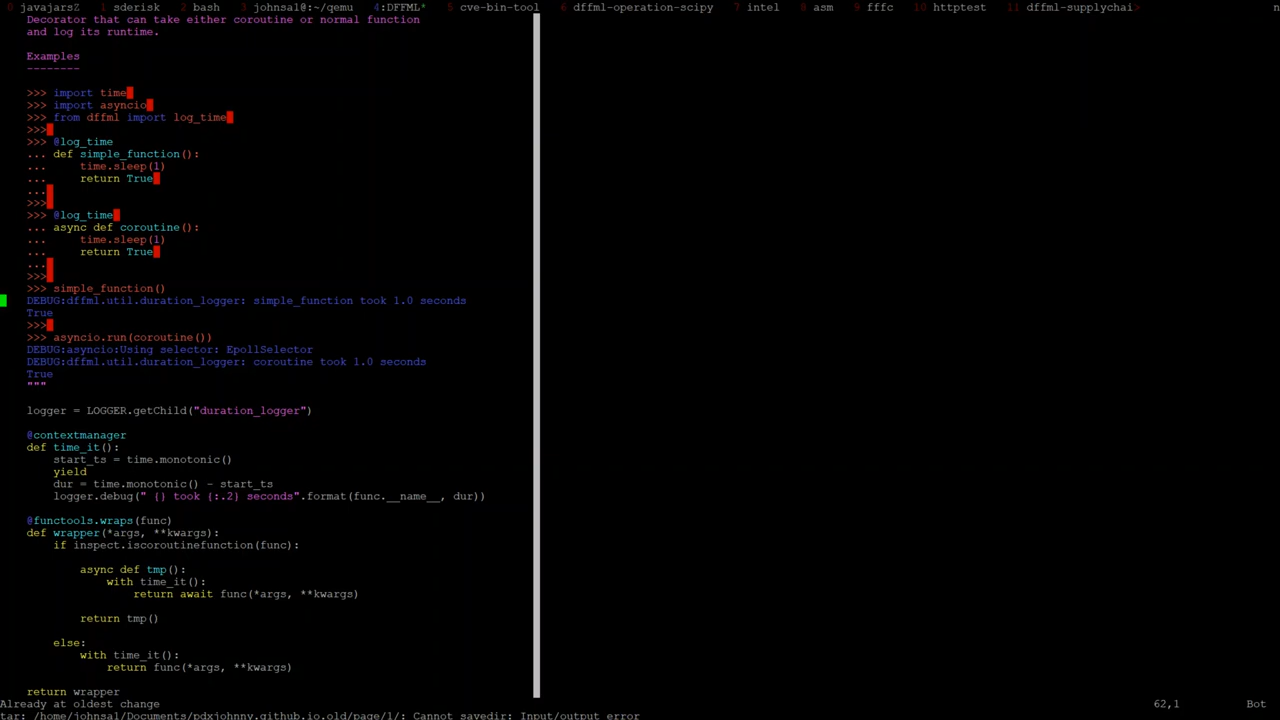 0 javajarsZ 1 sderisk 2 bash 3 johnsa1@:~/qemu 4:DFFML* 5 cve-bin-tool 6 dffml-operation-scipy 7 intel 8 asm 9 fffc 10 httptest 11 dffml-supplychai> n
Decorator that can take either coroutine or normal function
and log its runtime.
Examples
--------
>>> import time
>>> import asyncio
>>> from dffml import log_time
>>>
>>> @log_time
... def simple_function():
...     time.sleep(1)
...     return True
...
>>>
>>> @log_time
... async def coroutine():
...     time.sleep(1)
...     return True
...
>>>
>>> simple_function()
DEBUG:dffml.util.duration_logger: simple_function took 1.0 seconds
True
>>>
>>> asyncio.run(coroutine())
DEBUG:asyncio:Using selector: EpollSelector
DEBUG:dffml.util.duration_logger: coroutine took 1.0 seconds
True
"""
logger = LOGGER.getChild("duration_logger")
@contextmanager
def time_it():
    start_ts = time.monotonic()
    yield
    dur = time.monotonic() - start_ts
    logger.debug(" {} took {:.2} seconds".format(func.__name__, dur))
@functools.wraps(func)
def wrapper(*args, **kwargs):
    if inspect.iscoroutinefunction(func):
        async def tmp():
            with time_it():
                return await func(*args, **kwargs)
        return tmp()
    else:
        with time_it():
            return func(*args, **kwargs)
return wrapper
Already at oldest change 62,1 Bot
tar: /home/johnsa1/Documents/pdxjohnny.github.io.old/page/1/: Cannot savedir: Input/output error